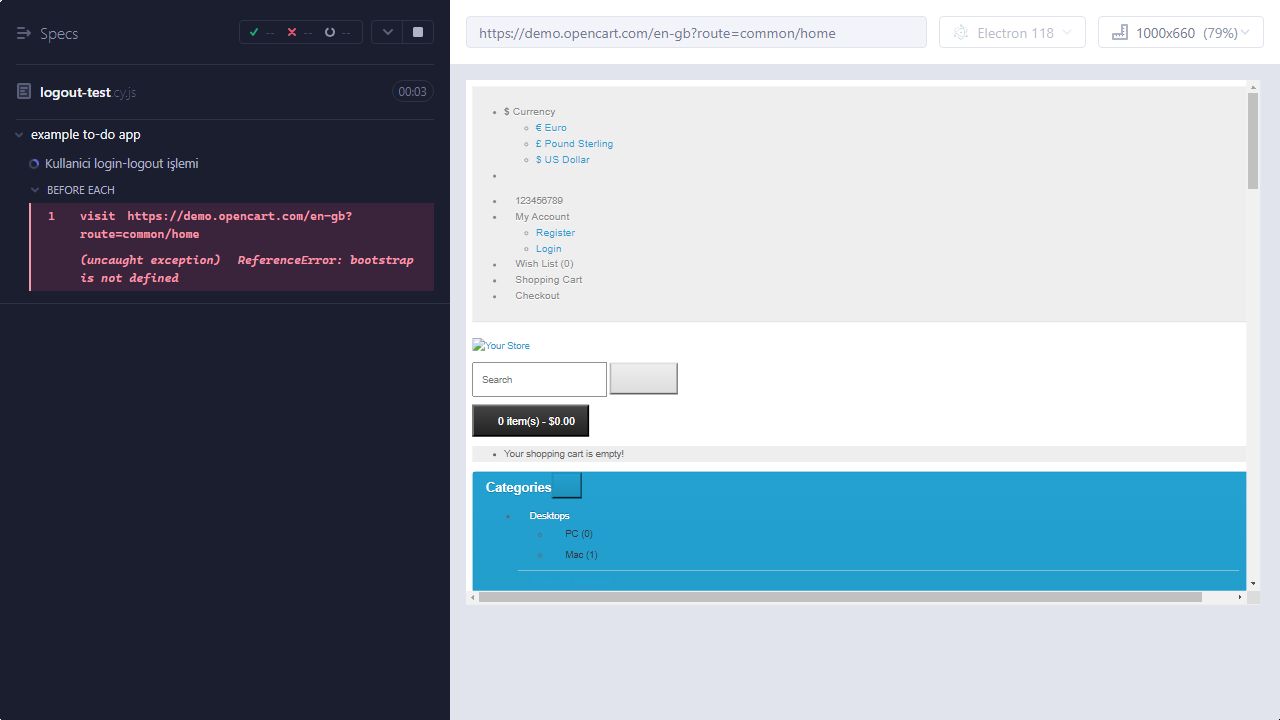 Specs
--
--
--
https://demo.opencart.com/en-gb?route=common/home
Electron 118
1000x660 (79%)
logout-test.cy.js
00:03
example to-do app
Kullanici login-logout işlemi
BEFORE EACH
1 visit https://demo.opencart.com/en-gb?
route=common/home
(uncaught exception) ReferenceError: bootstrap
is not defined
$ Currency
€ Euro
£ Pound Sterling
$ US Dollar
123456789
My Account
Register
Login
Wish List (0)
Shopping Cart
Checkout
Your Store
Search
0 item(s) - $0.00
Your shopping cart is empty!
Categories
Desktops
PC (0)
Mac (1)